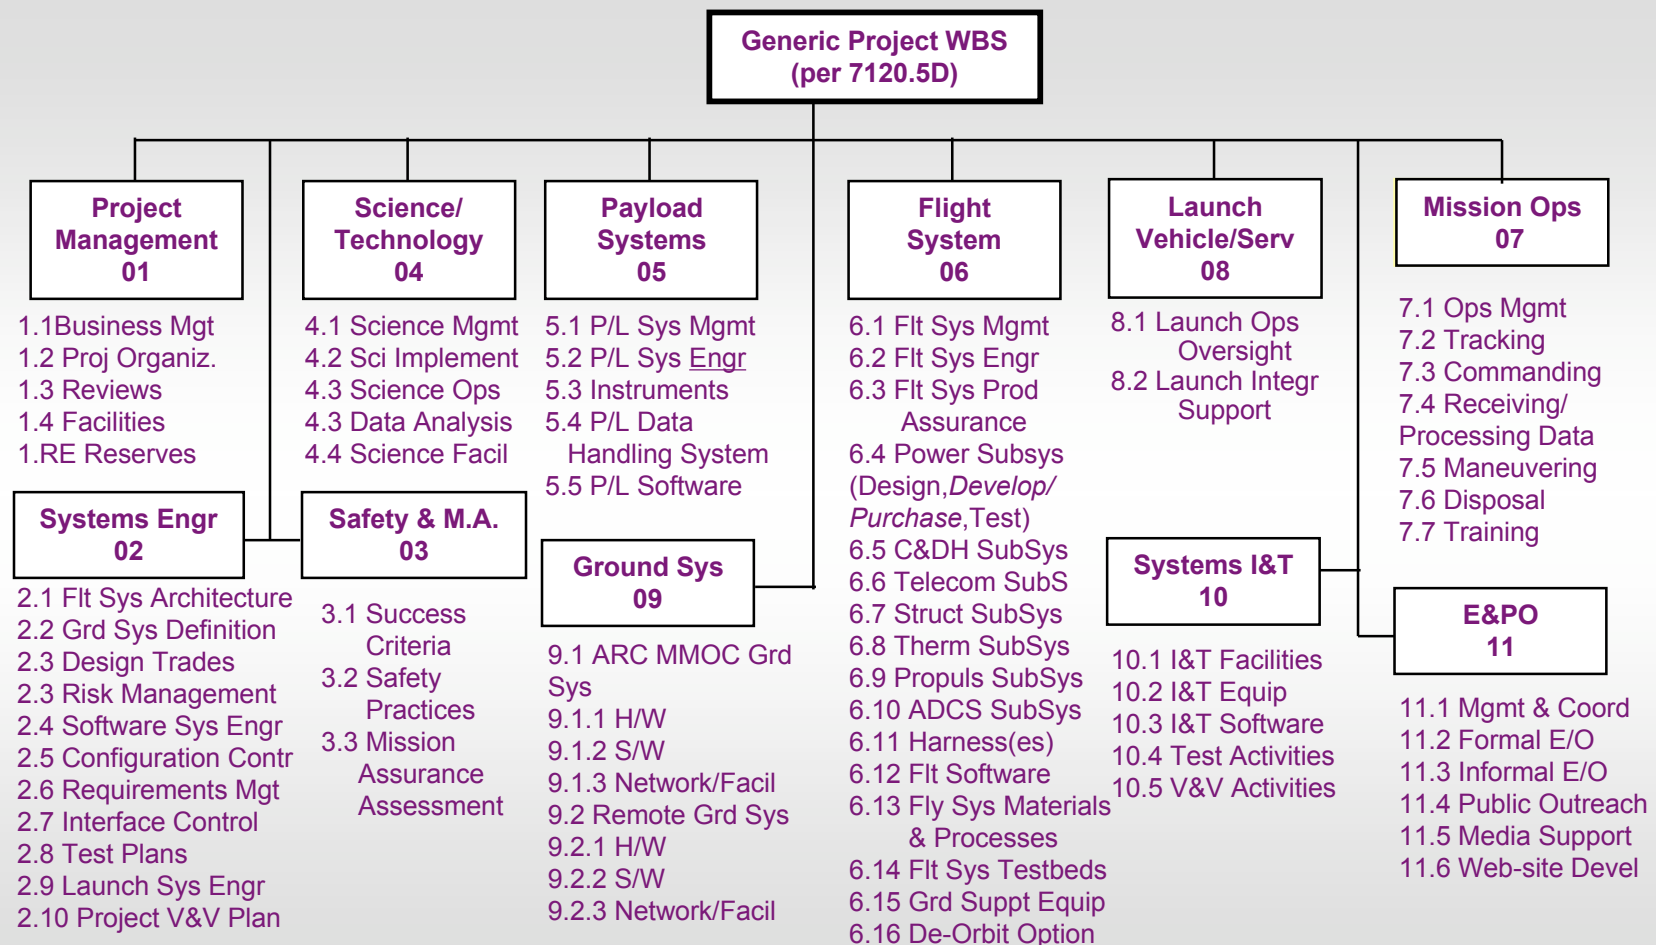 Generic Project WBS
(per 7120.5D)
Project
Management
01
1.1Business Mgt
1.2 Proj Organiz.
1.3 Reviews
1.4 Facilities
1.RE Reserves
Systems Engr
02
2.1 Flt Sys Architecture
2.2 Grd Sys Definition
2.3 Design Trades
2.3 Risk Management
2.4 Software Sys Engr
2.5 Configuration Contr
2.6 Requirements Mgt
2.7 Interface Control
2.8 Test Plans
2.9 Launch Sys Engr
2.10 Project V&V Plan
Science/
Technology
04
4.1 Science Mgmt
4.2 Sci Implement
4.3 Science Ops
4.3 Data Analysis
4.4 Science Facil
Safety & M.A.
03
3.1 Success
Criteria
3.2 Safety
Practices
3.3 Mission
Assurance
Assessment
Payload
Systems
05
5.1 P/L Sys Mgmt
5.2 P/L Sys Engr
5.3 Instruments
5.4 P/L Data
Handling System
5.5 P/L Software
Ground Sys
09
9.1 ARC MMOC Grd
Sys
9.1.1 H/W
9.1.2 S/W
9.1.3 Network/Facil
9.2 Remote Grd Sys
9.2.1 H/W
9.2.2 S/W
9.2.3 Network/Facil
Flight
System
06
6.1 Flt Sys Mgmt
6.2 Flt Sys Engr
6.3 Flt Sys Prod
Assurance
6.4 Power Subsys
(Design,Develop/
Purchase,Test)
6.5 C&DH SubSys
6.6 Telecom SubS
6.7 Struct SubSys
6.8 Therm SubSys
6.9 Propuls SubSys
6.10 ADCS SubSys
6.11 Harness(es)
6.12 Flt Software
6.13 Fly Sys Materials
& Processes
6.14 Flt Sys Testbeds
6.15 Grd Suppt Equip
6.16 De-Orbit Option
Launch
Vehicle/Serv
08
8.1 Launch Ops
Oversight
8.2 Launch Integr
Support
Systems I&T
10
10.1 I&T Facilities
10.2 I&T Equip
10.3 I&T Software
10.4 Test Activities
10.5 V&V Activities
Mission Ops
07
7.1 Ops Mgmt
7.2 Tracking
7.3 Commanding
7.4 Receiving/
Processing Data
7.5 Maneuvering
7.6 Disposal
7.7 Training
E&PO
11
11.1 Mgmt & Coord
11.2 Formal E/O
11.3 Informal E/O
11.4 Public Outreach
11.5 Media Support
11.6 Web-site Devel